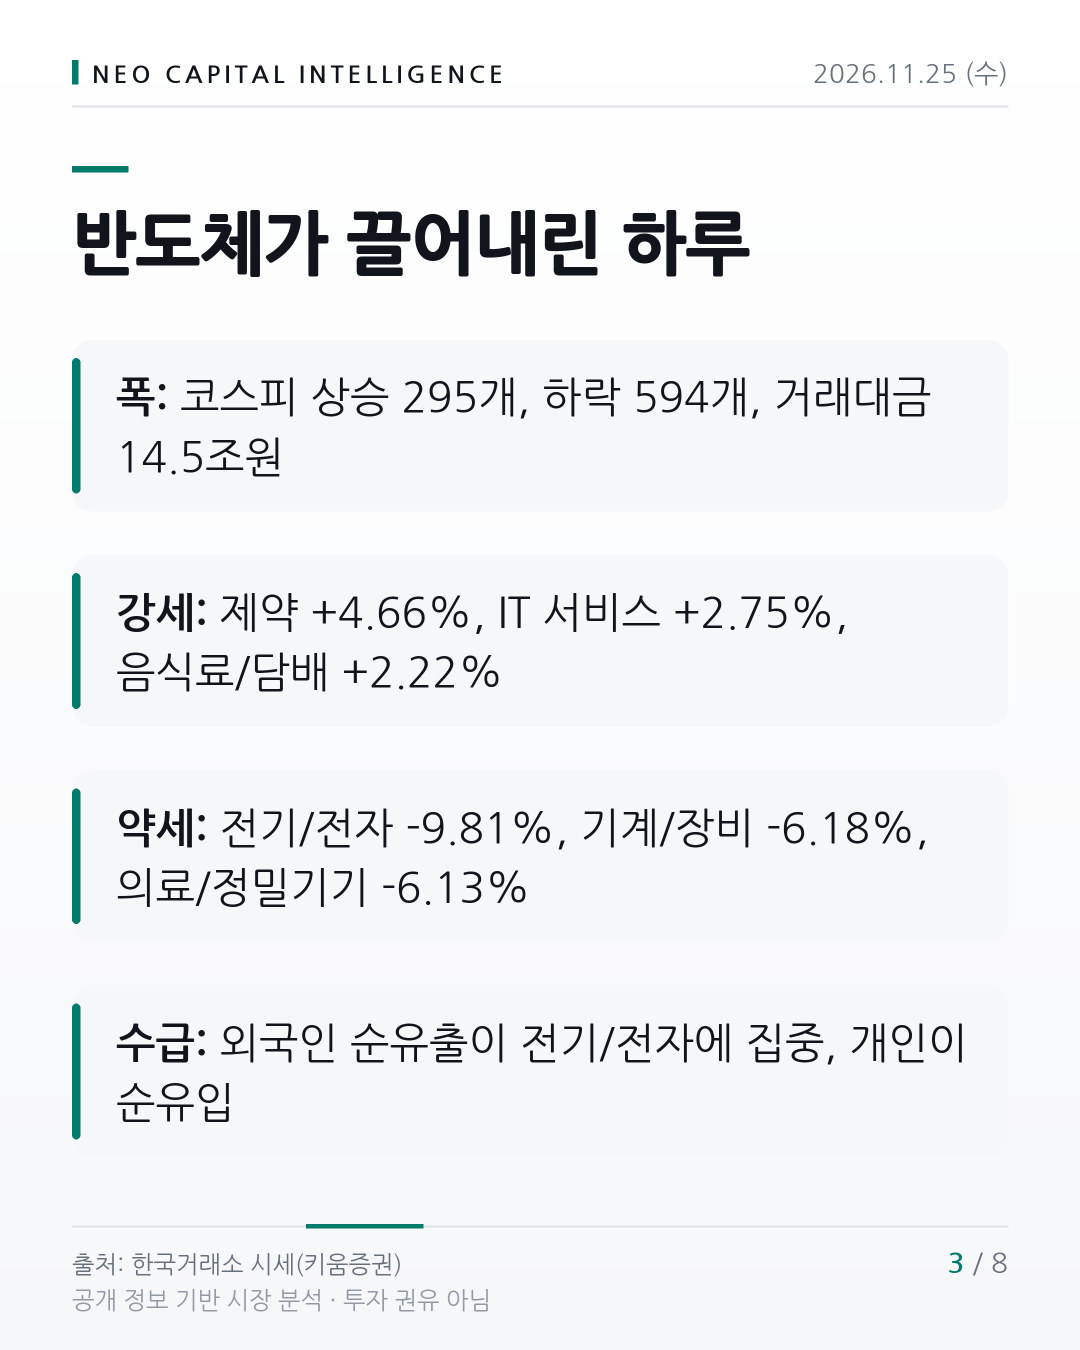 NEO CAPITAL INTELLIGENCE
2026.11.25 (수)
반도체가 끌어내린 하루
폭: 코스피 상승 295개, 하락 594개, 거래대금
14.5조원
강세: 제약 +4.66%, IT 서비스 +2.75%,
음식료/담배 +2.22%
약세: 전기/전자 -9.81%, 기계/장비 -6.18%,
의료/정밀기기 -6.13%
수급: 외국인 순유출이 전기/전자에 집중, 개인이
순유입
출처: 한국거래소 시세(키움증권)
3 / 8
공개 정보 기반 시장 분석 · 투자 권유 아님